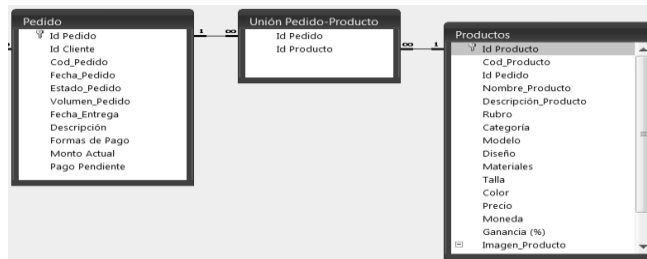 Pedido
Id Pedido
Id Cliente
Cod_Pedido
Fecha_Pedido
Estado_Pedido
Volumen_Pedido
Fecha_Entrega
Descripción
Formas de Pago
Monto Actual
Pago Pendiente
1
∞
Unión Pedido-Producto
Id Pedido
Id Producto
∞
1
Productos
Id Producto
Cod_Producto
Id Pedido
Nombre_Producto
Descripción_Producto
Rubro
Categoría
Modelo
Diseño
Materiales
Talla
Color
Precio
Moneda
Ganancia (%)
Imagen_Producto